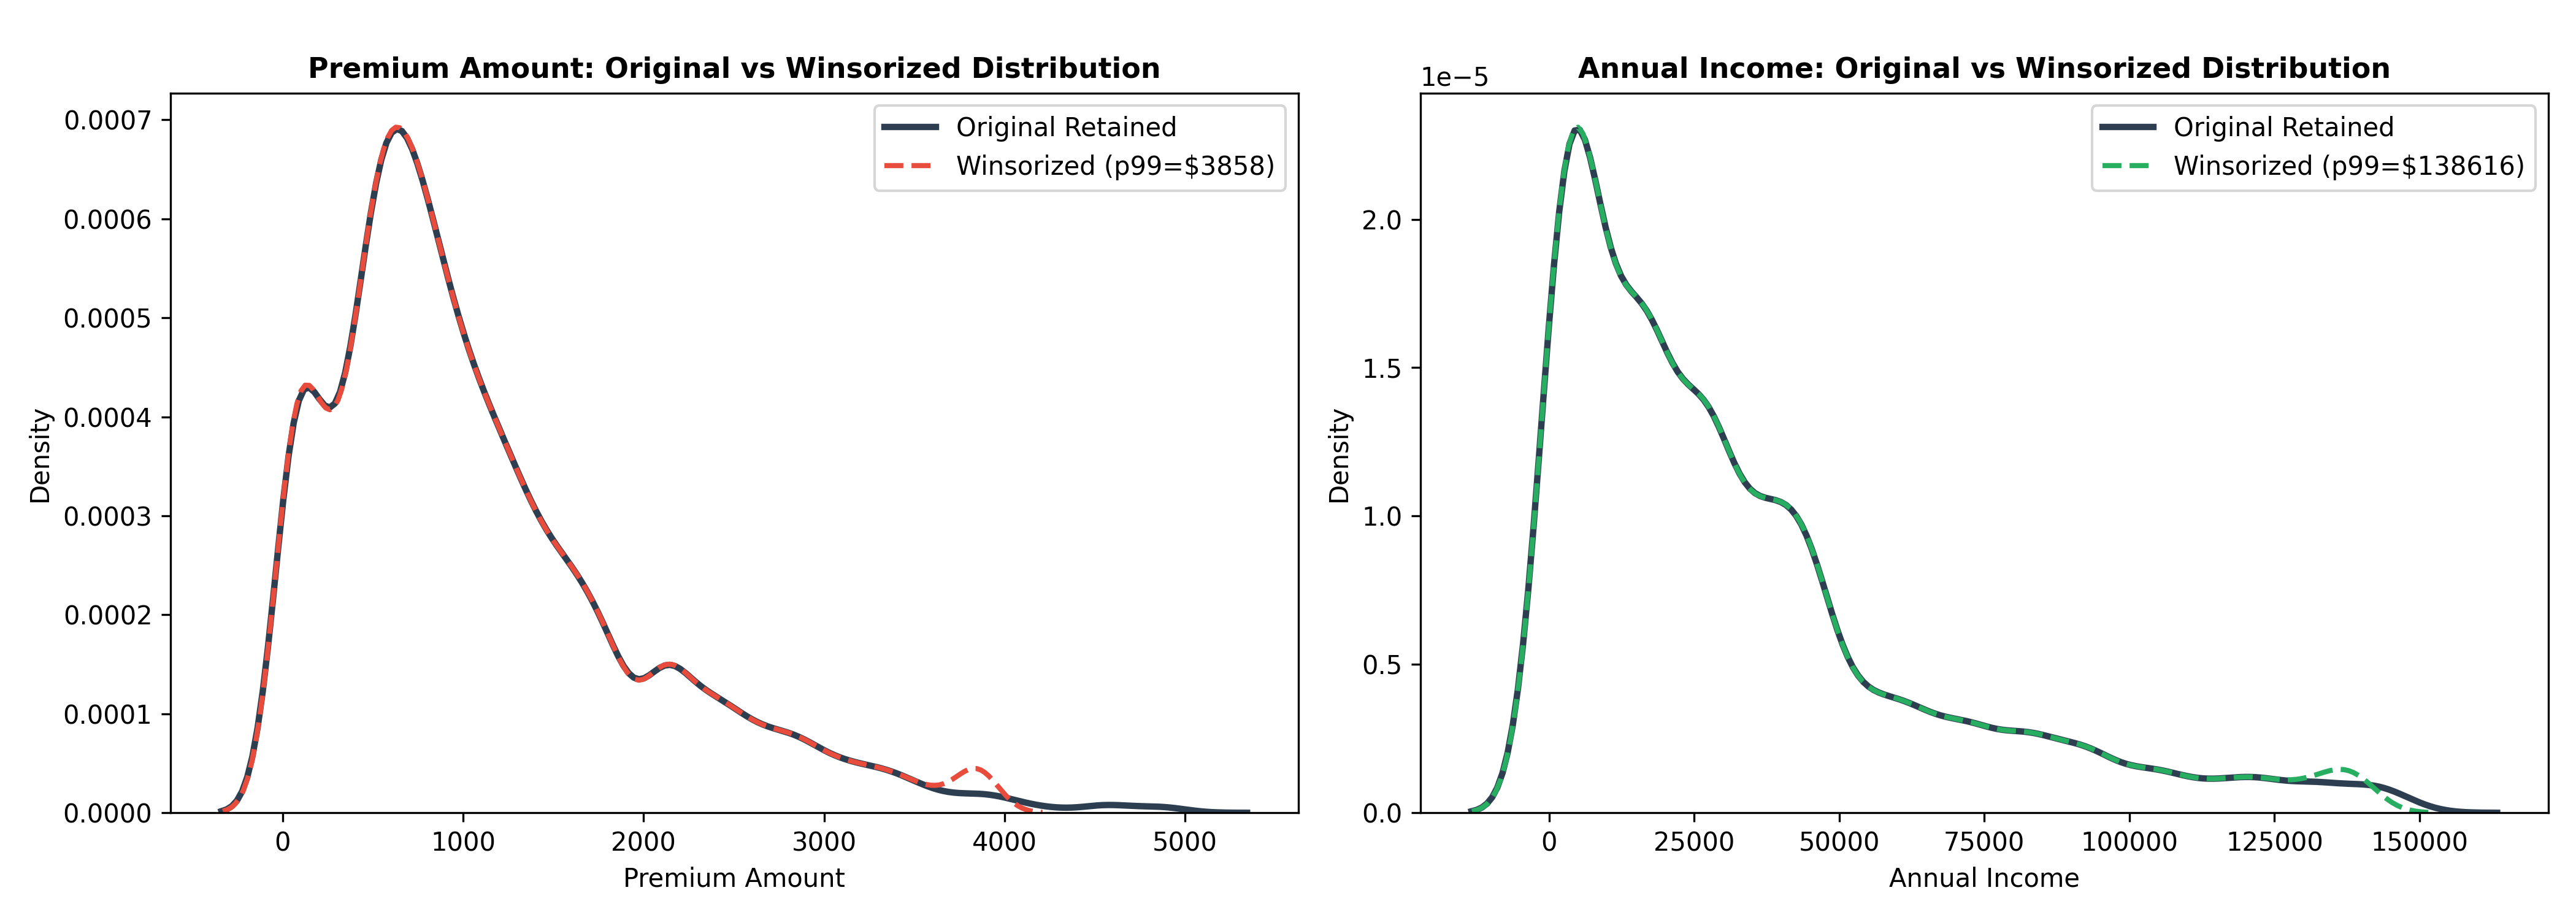 Premium Amount: Original vs Winsorized Distribution
Original Retained
Winsorized (p99=$3858)
Density
0.0007
0.0006
0.0005
0.0004
0.0003
0.0002
0.0001
0.0000
0 1000 2000 3000 4000 5000
Premium Amount
Annual Income: Original vs Winsorized Distribution
1e−5
Original Retained
Winsorized (p99=$138616)
Density
2.0
1.5
1.0
0.5
0.0
0 25000 50000 75000 100000 125000 150000
Annual Income